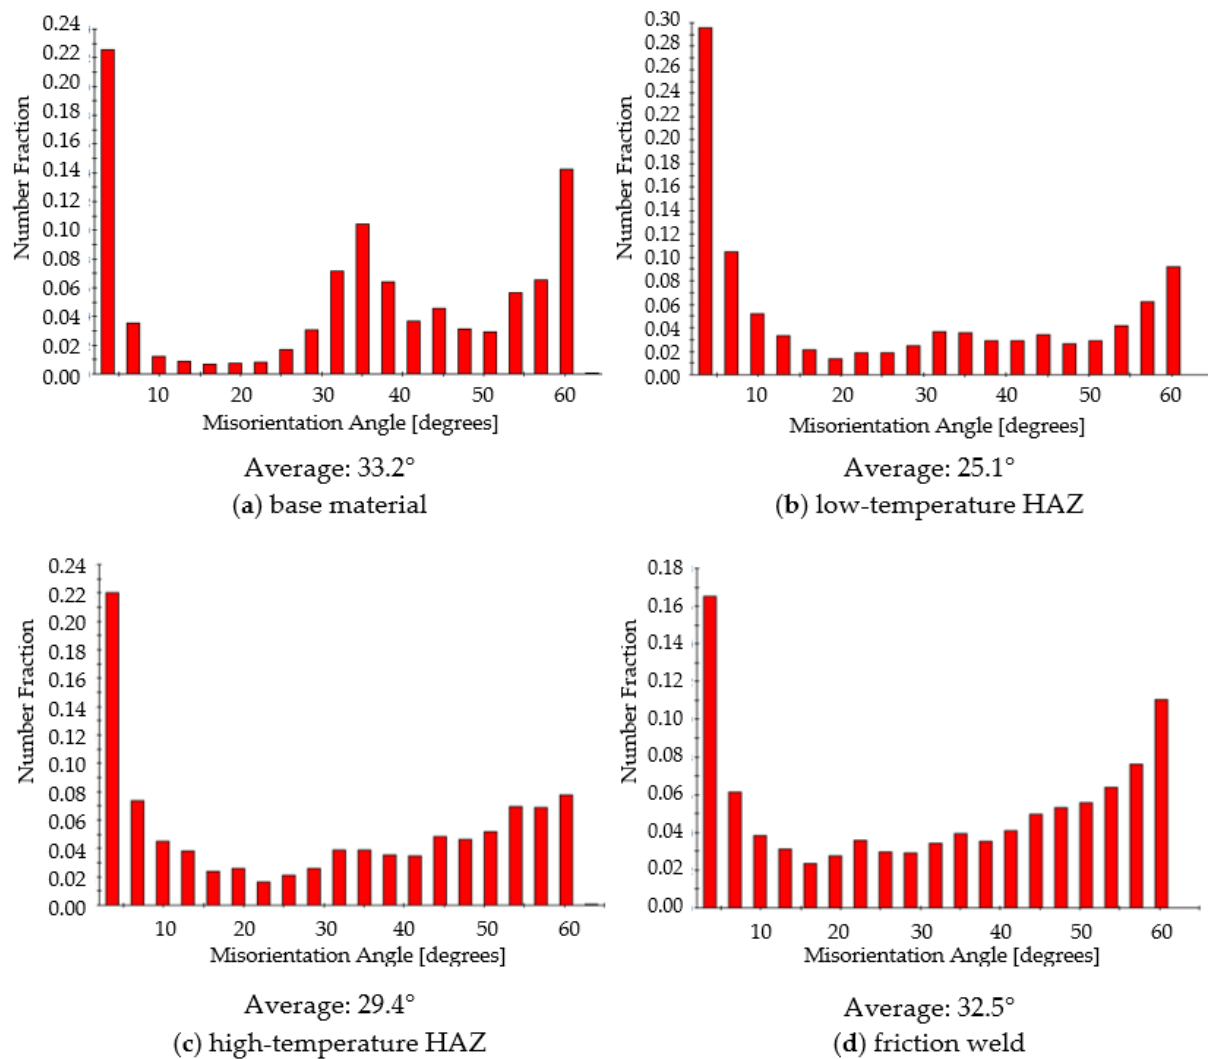 0.24
0.22
0.20
0.18
0.16
0.14
0.12
0.10
0.08
0.06
0.04
0.02
0.00
Number Fraction
10 20 30 40 50 60
Misorientation Angle [degrees]
Average: 33.2°
(a) base material
0.30
0.30
0.28
0.26
0.24
0.22
0.20
0.18
0.16
0.14
0.12
0.10
0.08
0.06
0.04
0.02
0.00
Number Fraction
10 20 30 40 50 60
Misorientation Angle [degrees]
Average: 25.1°
(b) low-temperature HAZ
0.24
0.22
0.20
0.18
0.16
0.14
0.12
0.10
0.08
0.06
0.04
0.02
0.00
Number Fraction
10 20 30 40 50 60
Misorientation Angle [degrees]
Average: 29.4°
(c) high-temperature HAZ
0.18
0.16
0.14
0.12
0.10
0.08
0.06
0.04
0.02
0.00
Number Fraction
10 20 30 40 50 60
Misorientation Angle [degrees]
Average: 32.5°
(d) friction weld